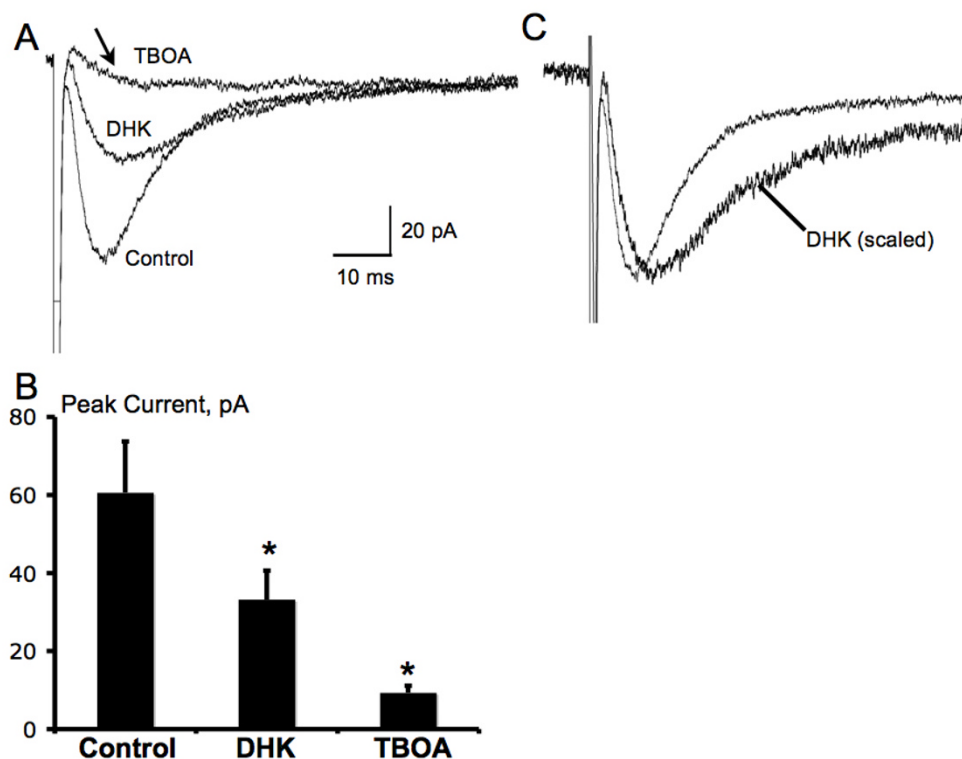 A
TBOA
DHK
Control
20 pA
10 ms
C
DHK (scaled)
B
Peak Current, pA
80
60
40
20
0
*
*
Control DHK TBOA